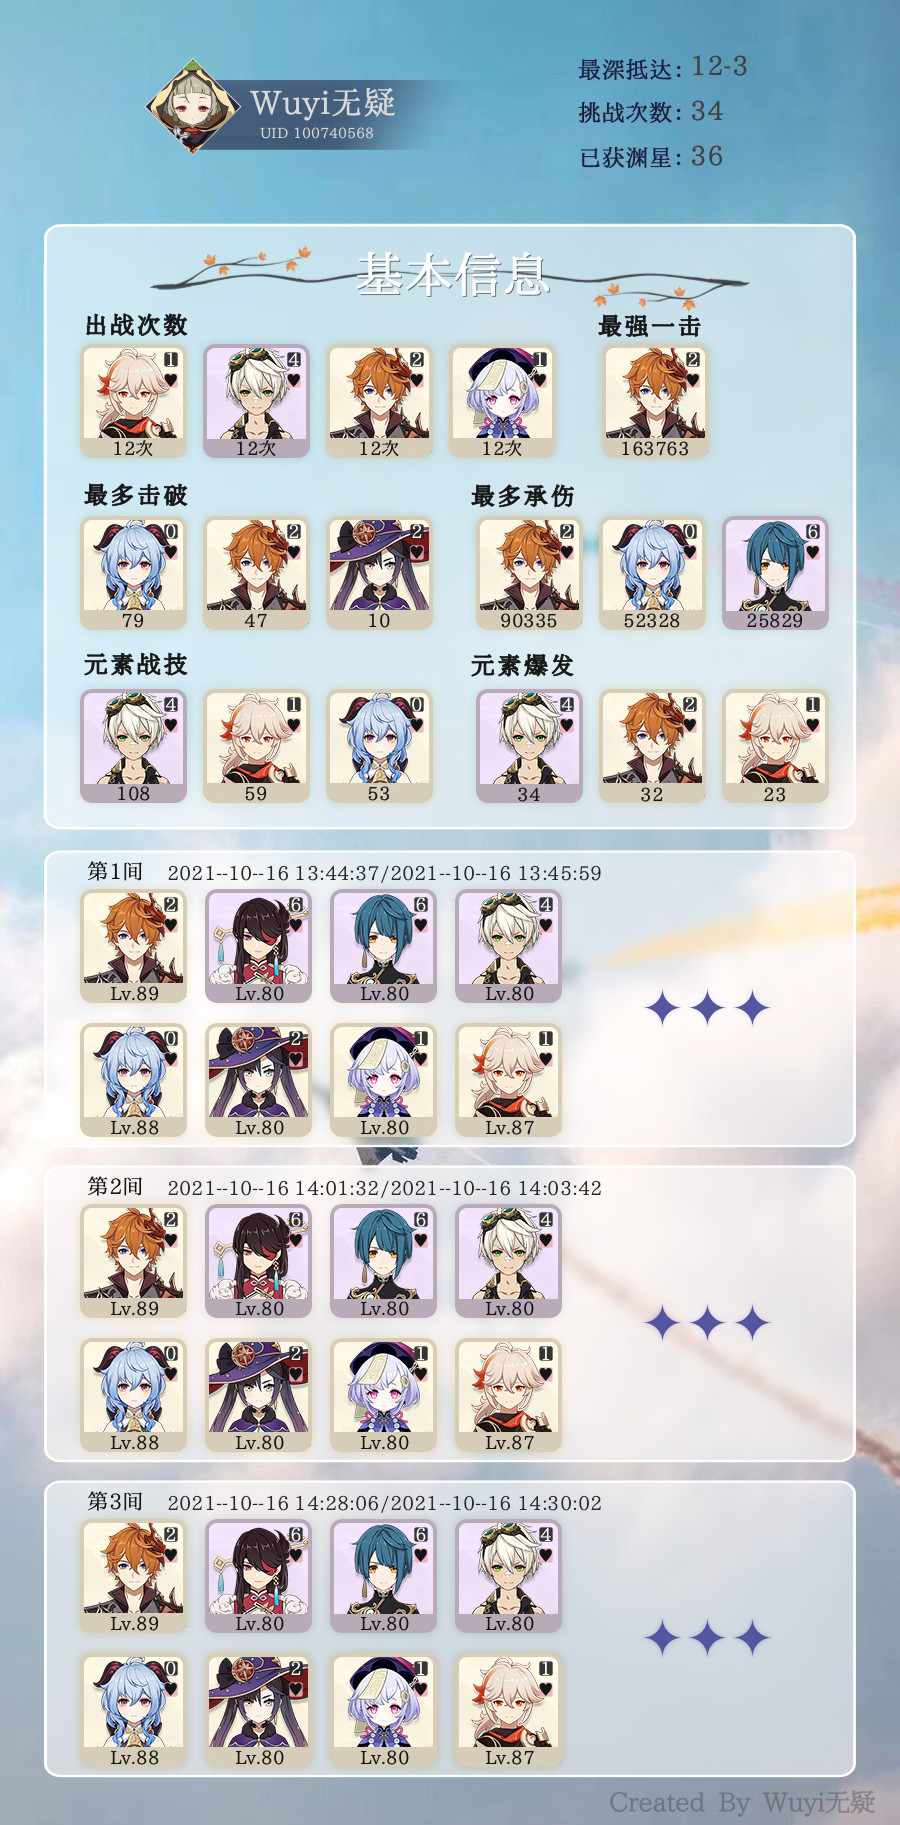 Wuyi无疑
UID 100740568
最深抵达: 12-3
挑战次数: 34
已获渊星: 36
基本信息
出战次数
最强一击
1 4 2 1 2
12次 12次 12次 12次 163763
最多击破
最多承伤
0 2 2 2 0 6
79 47 10 90335 52328 25829
元素战技
元素爆发
4 1 0 4 2 1
108 59 53 34 32 23
第1间 2021--10--16 13:44:37/2021--10--16 13:45:59
2 6 6 4
Lv.89 Lv.80 Lv.80 Lv.80
0 2 1 1
Lv.88 Lv.80 Lv.80 Lv.87
第2间 2021--10--16 14:01:32/2021--10--16 14:03:42
2 6 6 4
Lv.89 Lv.80 Lv.80 Lv.80
0 2 1 1
Lv.88 Lv.80 Lv.80 Lv.87
第3间 2021--10--16 14:28:06/2021--10--16 14:30:02
2 6 6 4
Lv.89 Lv.80 Lv.80 Lv.80
0 2 1 1
Lv.88 Lv.80 Lv.80 Lv.87
Created By Wuyi无疑